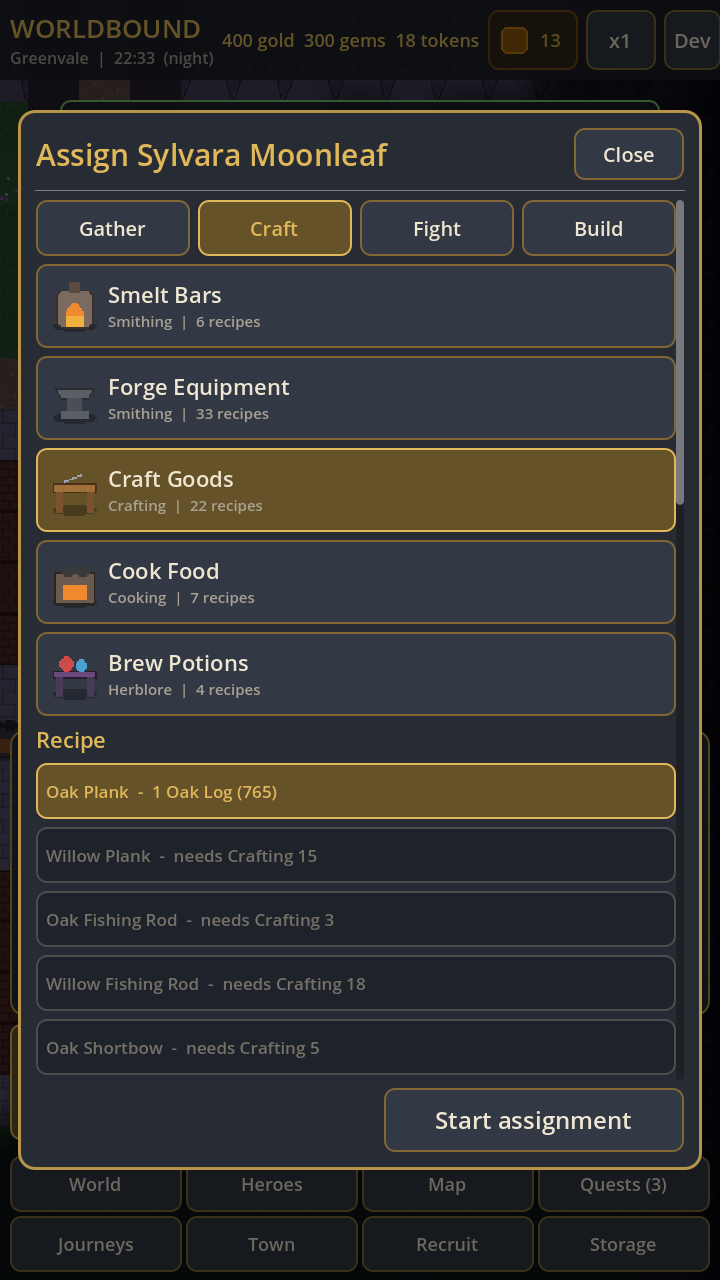 WORLDBOUND
Greenvale | 22:33 (night)
400 gold 300 gems 18 tokens
13
x1
Dev
Assign Sylvara Moonleaf
Close
Gather
Craft
Fight
Build
Smelt Bars
Smithing | 6 recipes
Forge Equipment
Smithing | 33 recipes
Craft Goods
Crafting | 22 recipes
Cook Food
Cooking | 7 recipes
Brew Potions
Herblore | 4 recipes
Recipe
Oak Plank - 1 Oak Log (765)
Willow Plank - needs Crafting 15
Oak Fishing Rod - needs Crafting 3
Willow Fishing Rod - needs Crafting 18
Oak Shortbow - needs Crafting 5
Start assignment
World
Heroes
Map
Quests (3)
Journeys
Town
Recruit
Storage